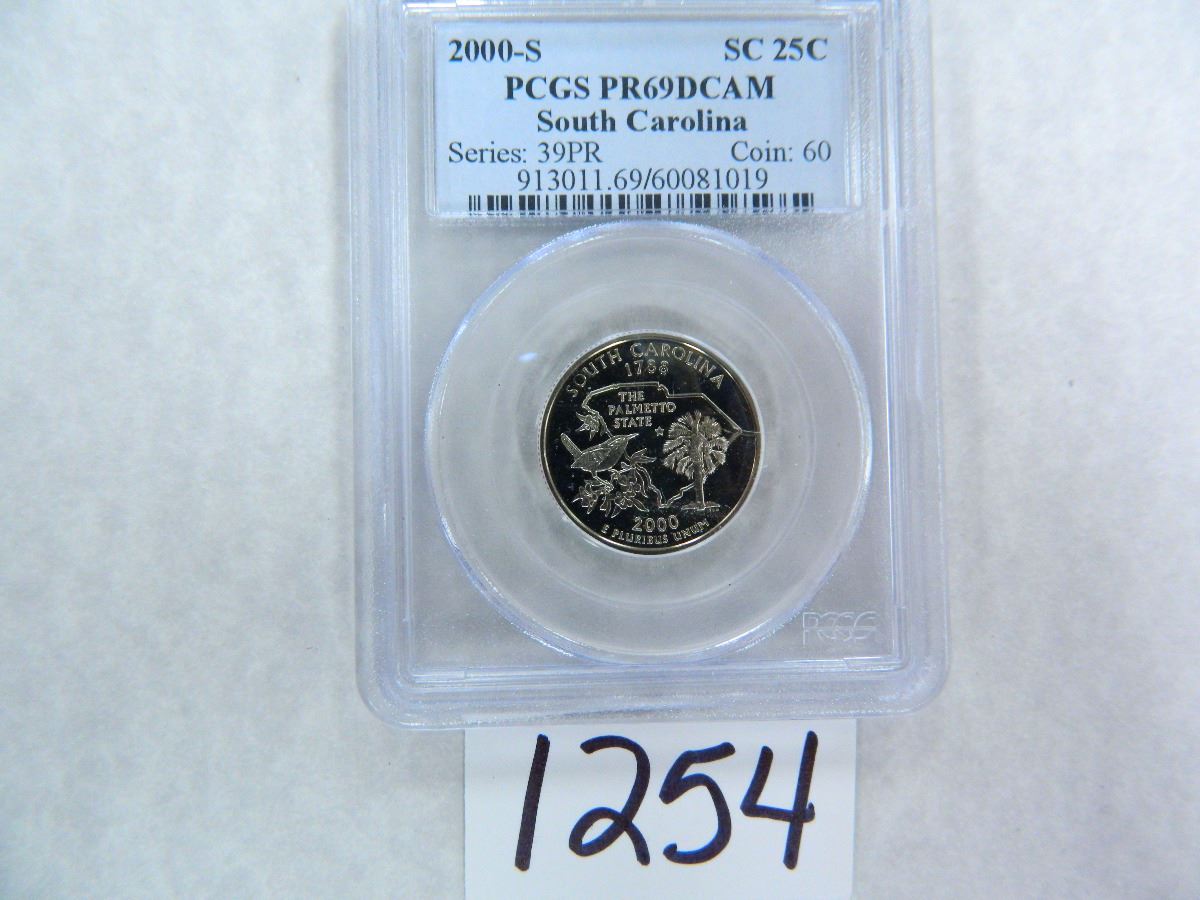 2000-S SC 25C
PCGS PR69DCAM
South Carolina
Series: 39PR Coin: 60
913011.69/60081019
SOUTH CAROLINA
1788
THE
PALMETTO
STATE
2000
E PLURIBUS UNUM
PCGS
1254